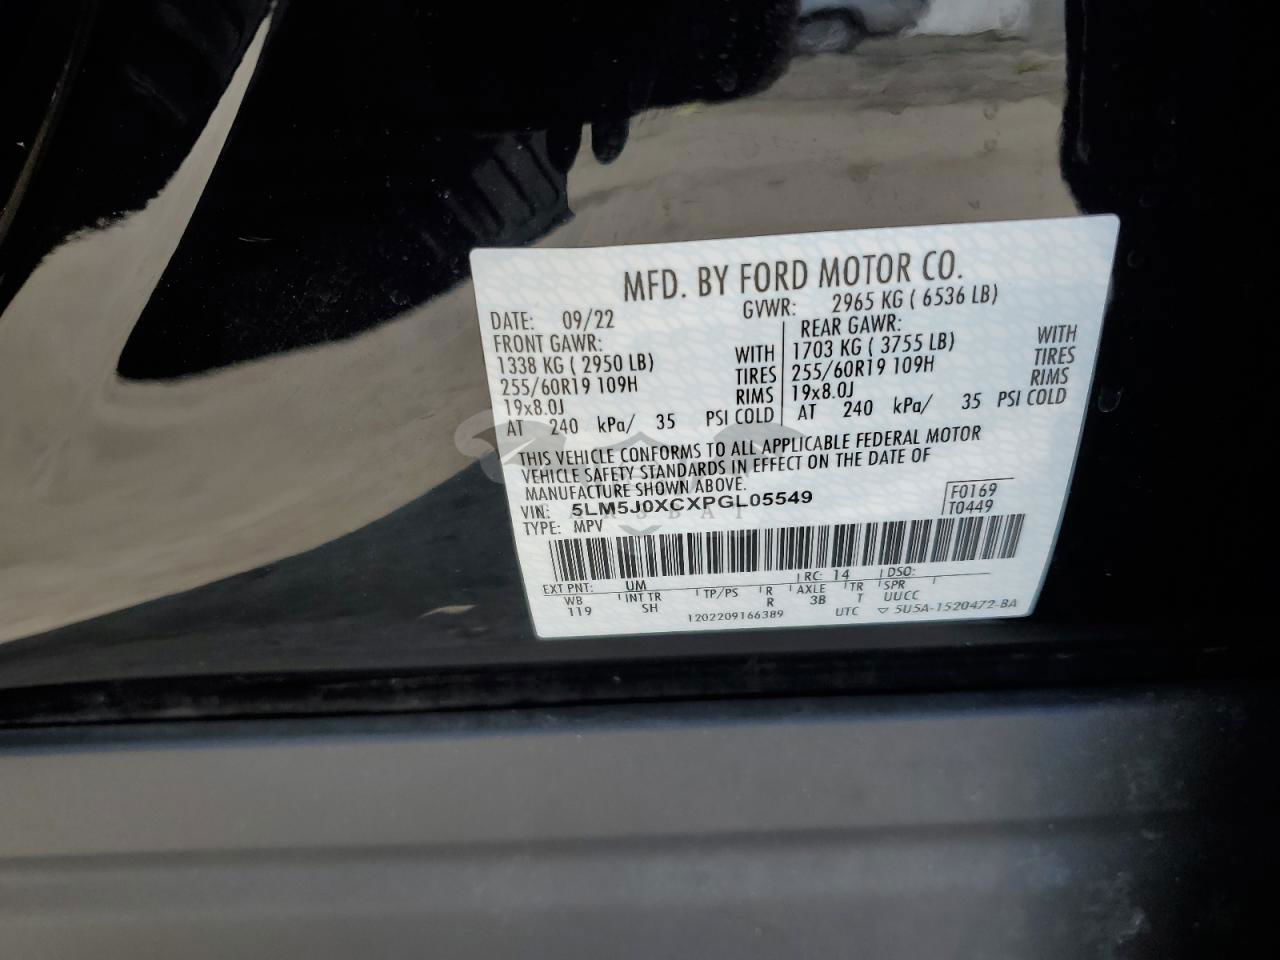 MFD. BY FORD MOTOR CO.
DATE: 09/22 GVWR: 2965 KG ( 6536 LB)
FRONT GAWR: REAR GAWR:
1338 KG ( 2950 LB) WITH 1703 KG ( 3755 LB) WITH
255/60R19 109H TIRES 255/60R19 109H TIRES
19x8.0J RIMS 19x8.0J RIMS
AT 240 kPa/ 35 PSI COLD AT 240 kPa/ 35 PSI COLD
THIS VEHICLE CONFORMS TO ALL APPLICABLE FEDERAL MOTOR
VEHICLE SAFETY STANDARDS IN EFFECT ON THE DATE OF
MANUFACTURE SHOWN ABOVE.
VIN: 5LM5J0XCXPGL05549 F0169
TYPE: MPV T0449
EXT PNT: UM RC: 14 DSO:
WB INT TR TP/PS R AXLE TR SPR
119 SH R 3B T UUCC
1202209166389 UTC ▽ 5U5A-1520472-BA